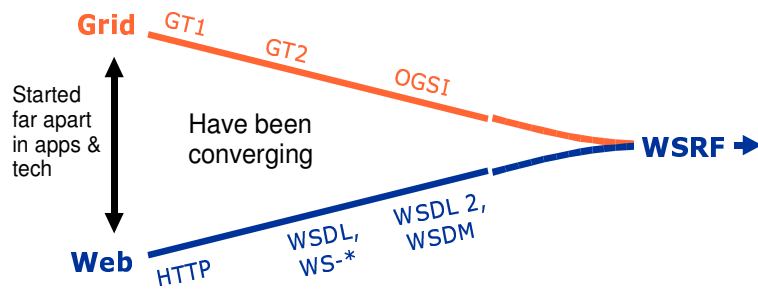 Grid
GT1
GT2
OGSI
Started
far apart
in apps &
tech
Have been
converging
WSRF
Web
HTTP
WSDL,
WS-*
WSDL 2,
WSDM